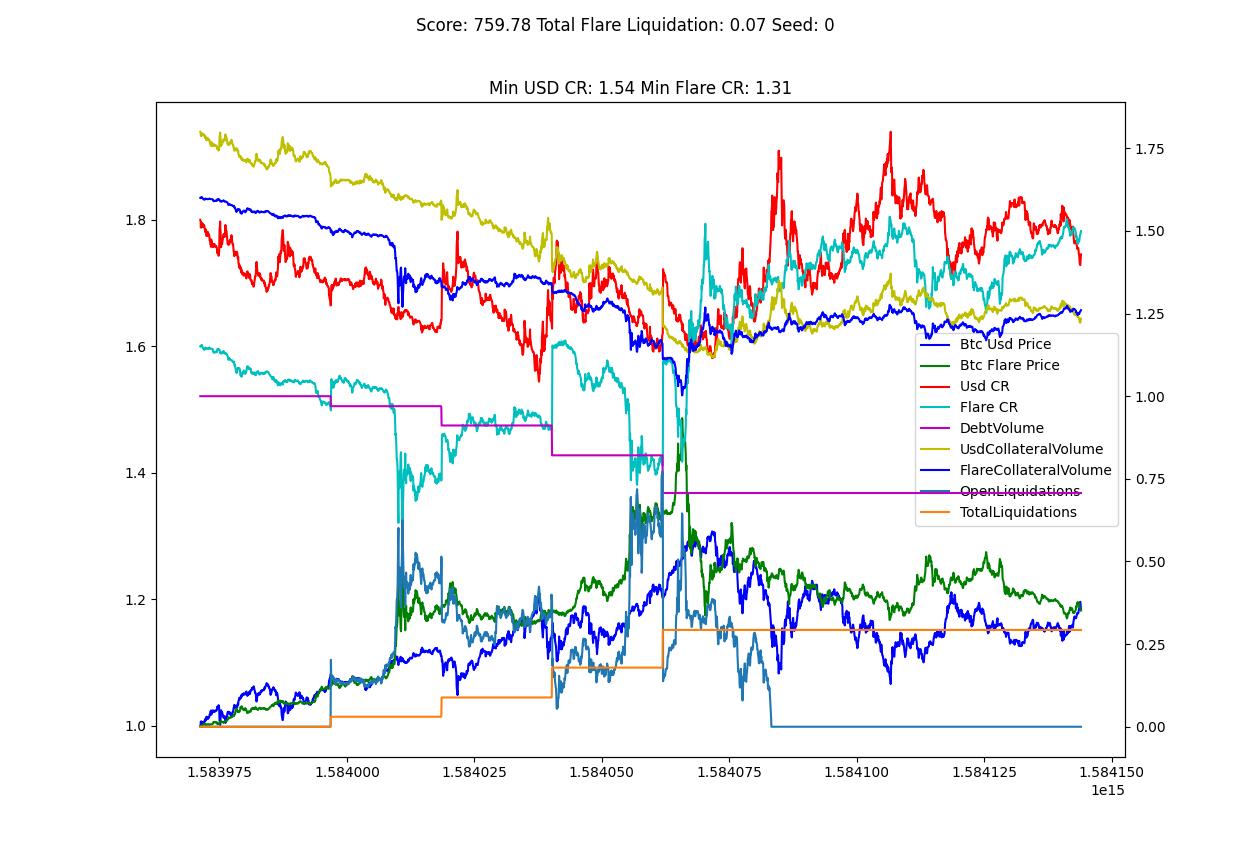 Score: 759.78 Total Flare Liquidation: 0.07 Seed: 0
Min USD CR: 1.54 Min Flare CR: 1.31
1.8
1.6
1.4
1.2
1.0
1.75
1.50
1.25
1.00
0.75
0.50
0.25
0.00
Btc Usd Price
Btc Flare Price
Usd CR
Flare CR
DebtVolume
UsdCollateralVolume
FlareCollateralVolume
OpenLiquidations
TotalLiquidations
1.583975 1.584000 1.584025 1.584050 1.584075 1.584100 1.584125 1.584150
1e15